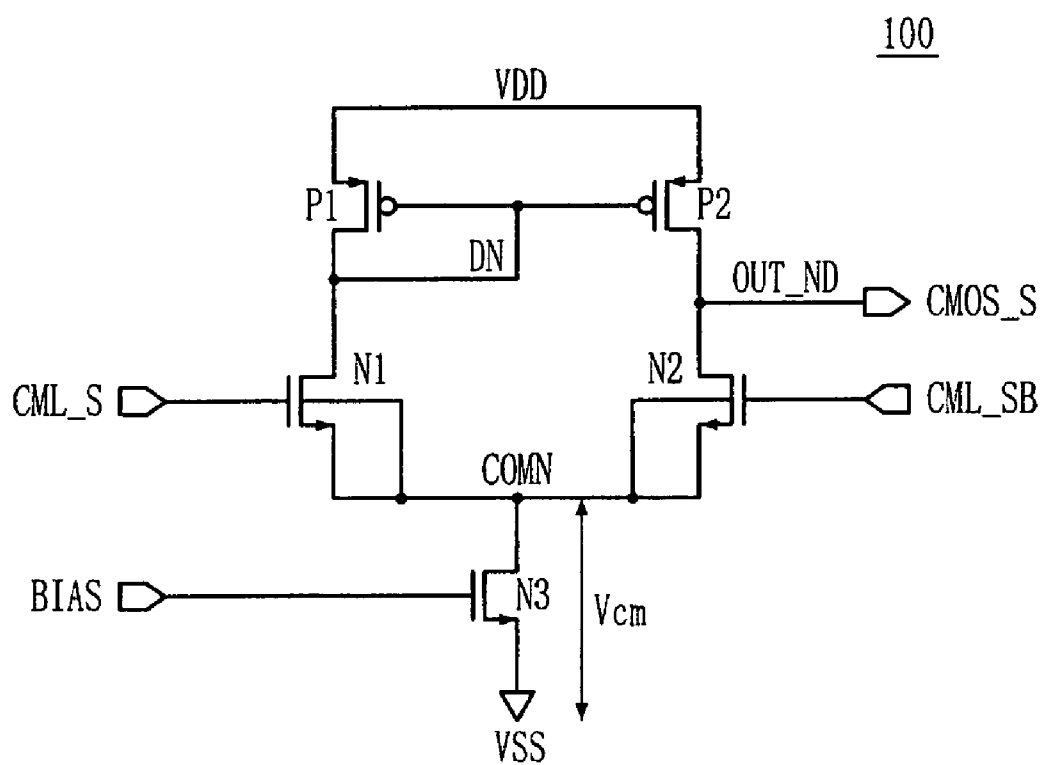 100
VDD
P1
P2
DN
OUT_ND
CMOS_S
N1
N2
CML_S
CML_SB
COMN
BIAS
N3
Vcm
VSS